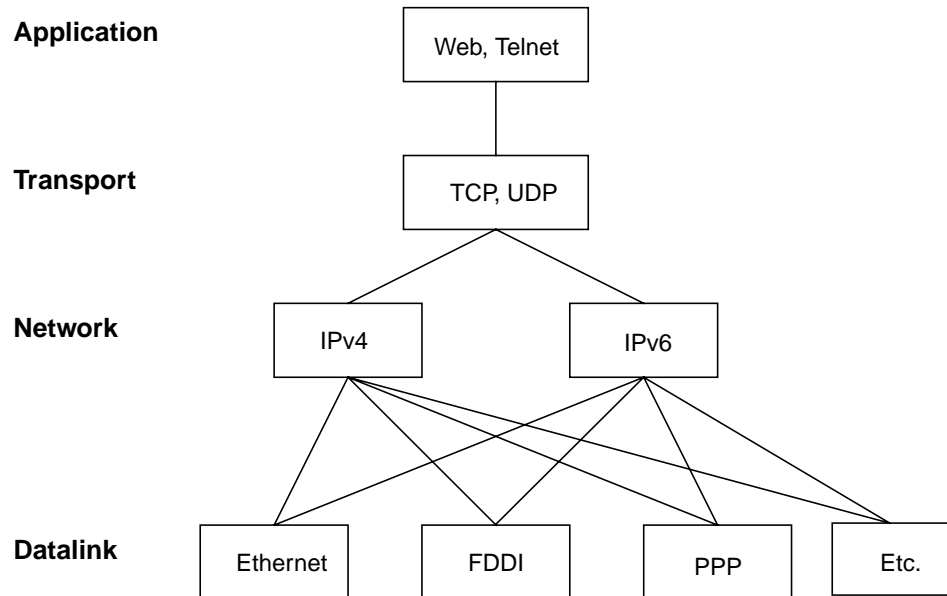 Application
Web, Telnet
Transport
TCP, UDP
Network
IPv4
IPv6
Datalink
Ethernet
FDDI
PPP
Etc.